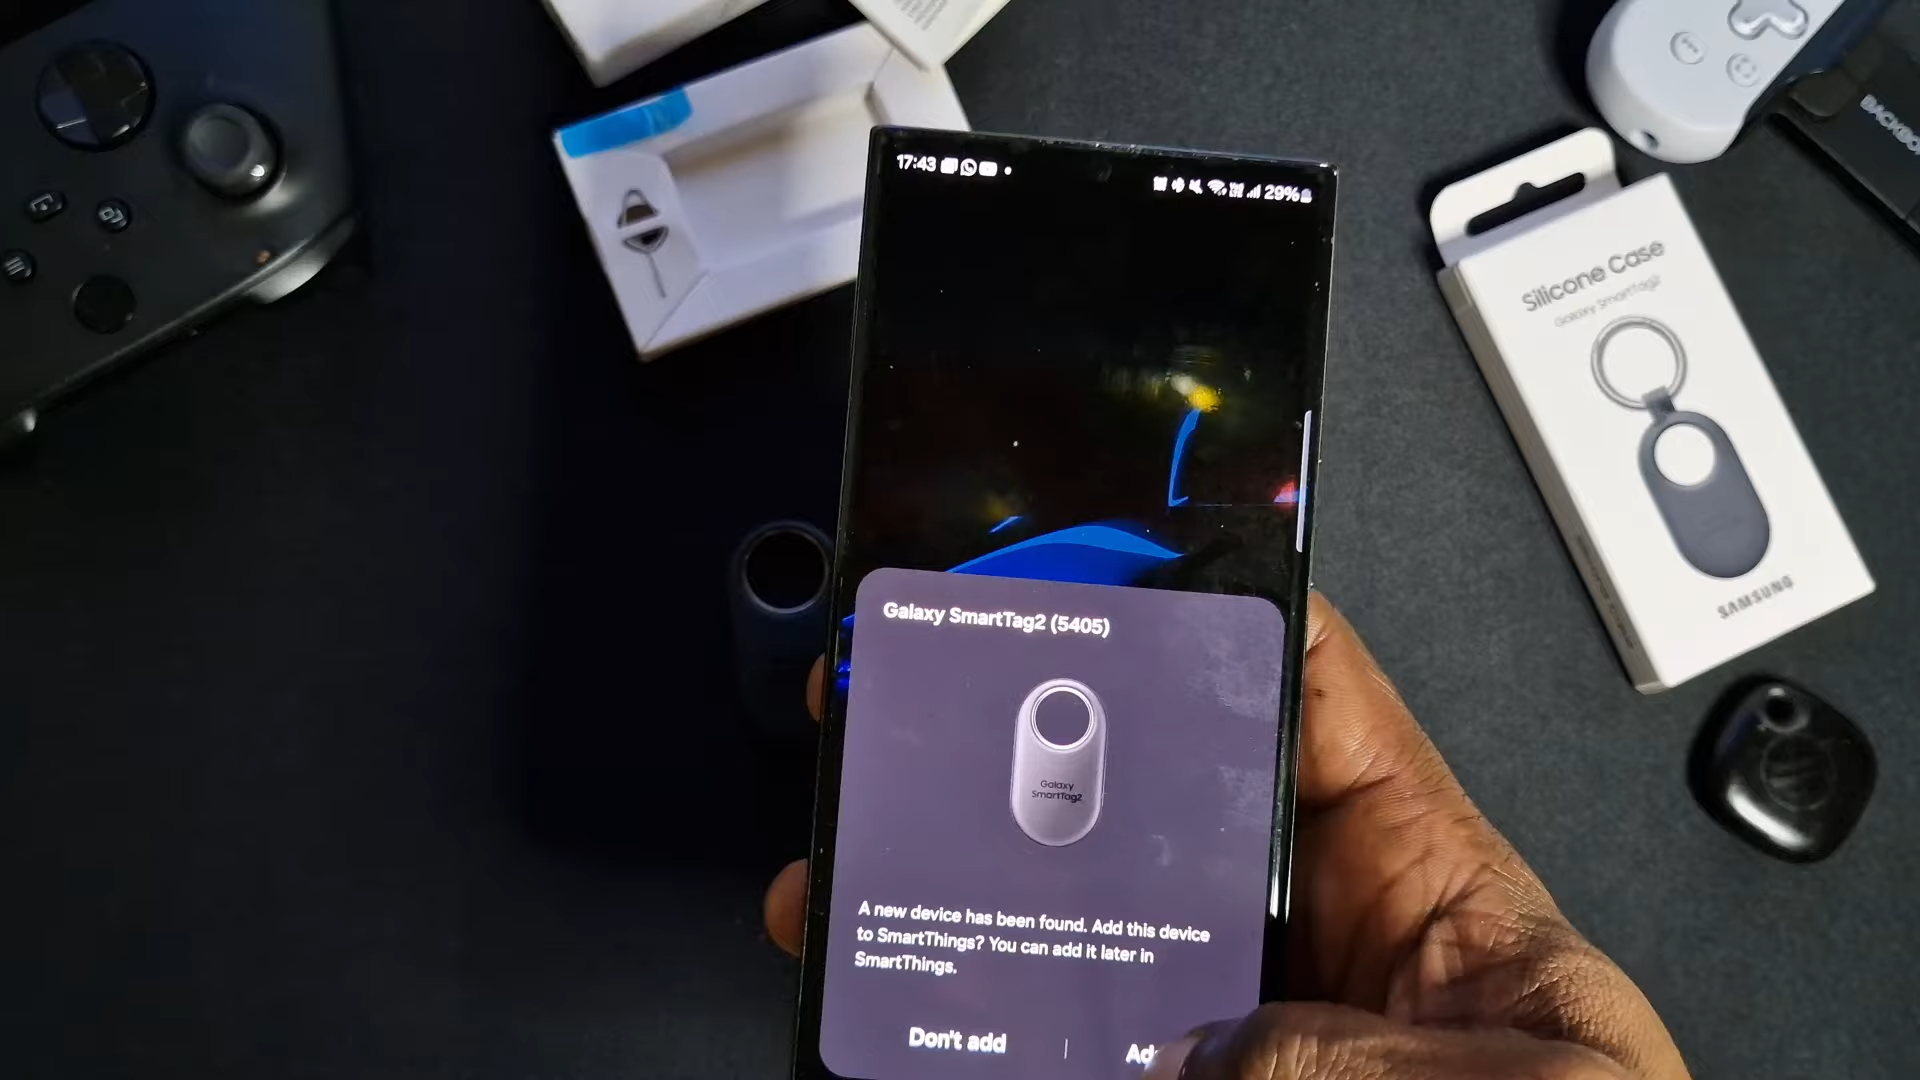 17:43
29%
Silicone Case
Galaxy SmartTag2
SAMSUNG
Galaxy SmartTag2 (5405)
Galaxy
SmartTag2
A new device has been found. Add this device
to SmartThings? You can add it later in
SmartThings.
Don't add